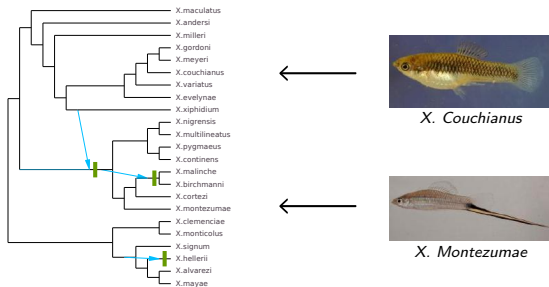 X.maculatus
X.andersi
X.milleri
X.gordoni
X.meyeri
X.couchianus
X.variatus
X.evelynae
X.xiphidium
X.nigrensis
X.multilineatus
X.pygmaeus
X.continens
X.malinche
X.birchmanni
X.cortezi
X.montezumae
X.clemenciae
X.monticolus
X.signum
X.hellerii
X.alvarezi
X.mayae
X. Couchianus
X. Montezumae